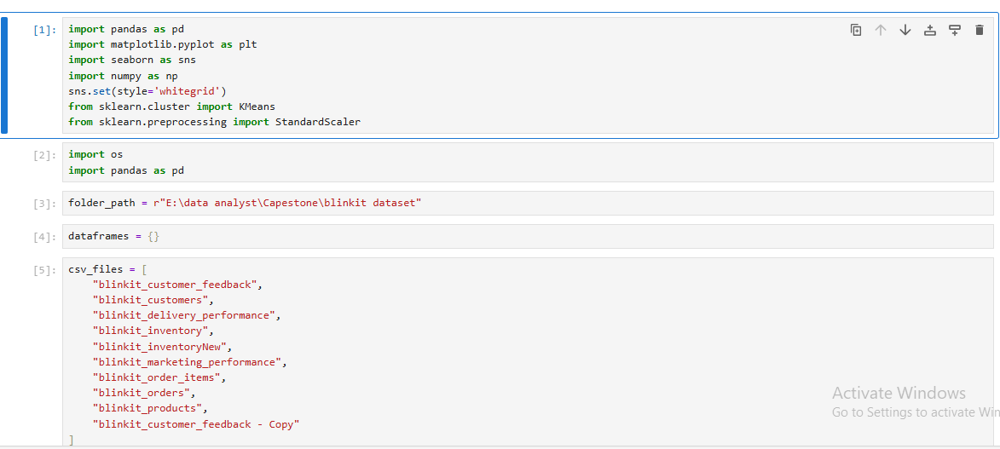 [1]: import pandas as pd
import matplotlib.pyplot as plt
import seaborn as sns
import numpy as np
sns.set(style='whitegrid')
from sklearn.cluster import KMeans
from sklearn.preprocessing import StandardScaler
[2]: import os
import pandas as pd
[3]: folder_path = r"E:\data analyst\Capestone\blinkit dataset"
[4]: dataframes = {}
[5]: csv_files = [
    "blinkit_customer_feedback",
    "blinkit_customers",
    "blinkit_delivery_performance",
    "blinkit_inventory",
    "blinkit_inventoryNew",
    "blinkit_marketing_performance",
    "blinkit_order_items",
    "blinkit_orders",
    "blinkit_products",
    "blinkit_customer_feedback - Copy"
]
Activate Windows
Go to Settings to activate Win